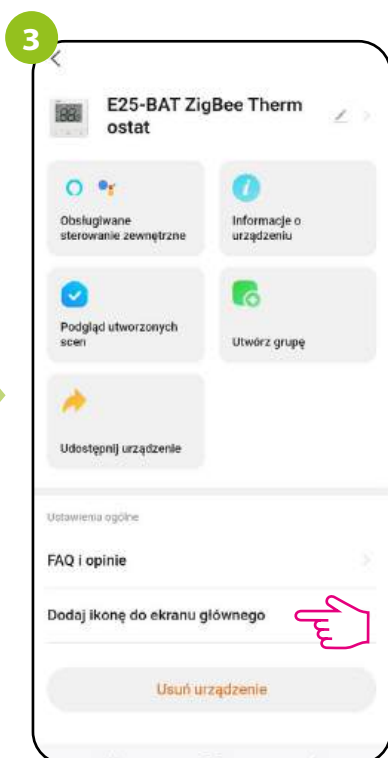 3
E25-BAT ZigBee Therm
ostat
Obsługiwane
sterowanie zewnętrzne
Informacje o
urządzeniu
Podgląd utworzonych
scen
Utwórz grupę
Udostępnij urządzenie
Ustawienia ogólne
FAQ i opinie
Dodaj ikonę do ekranu głównego
Usuń urządzenie